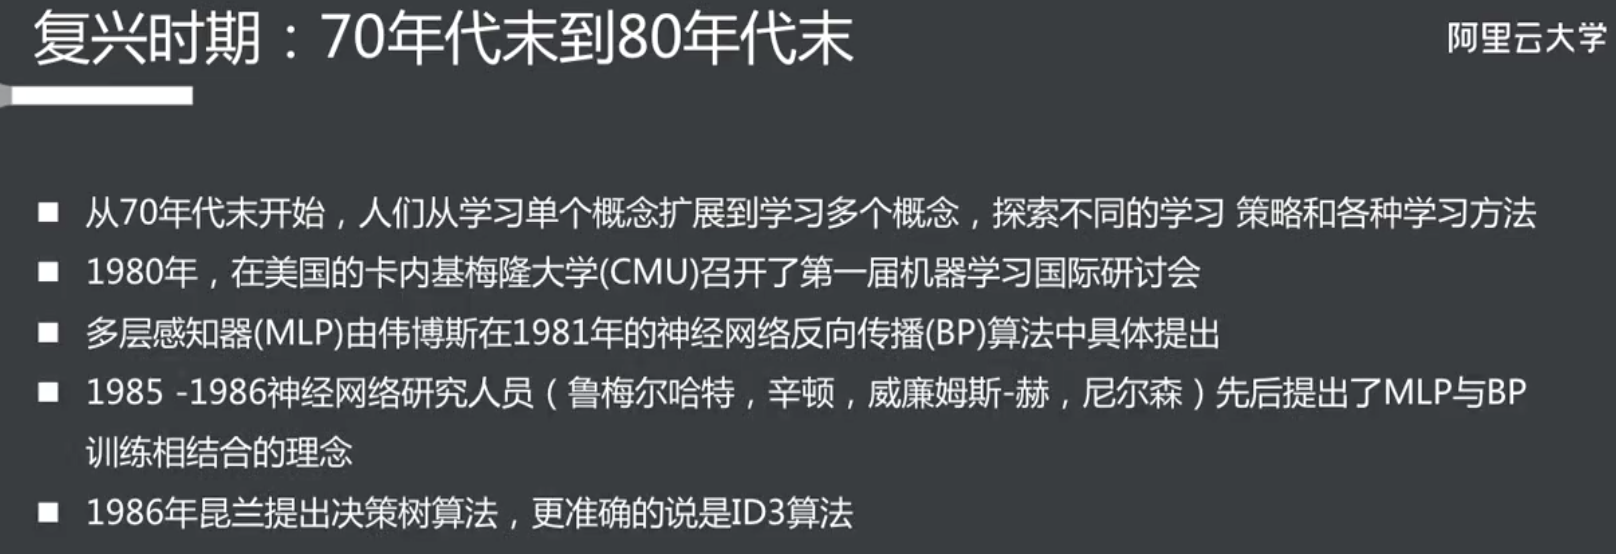 复兴时期：70年代末到80年代末
阿里云大学
■ 从70年代末开始，人们从学习单个概念扩展到学习多个概念，探索不同的学习 策略和各种学习方法
■ 1980年，在美国的卡内基梅隆大学(CMU)召开了第一届机器学习国际研讨会
■ 多层感知器(MLP)由伟博斯在1981年的神经网络反向传播(BP)算法中具体提出
■ 1985 -1986神经网络研究人员（鲁梅尔哈特，辛顿，威廉姆斯-赫，尼尔森）先后提出了MLP与BP
训练相结合的理念
■ 1986年昆兰提出决策树算法，更准确的说是ID3算法